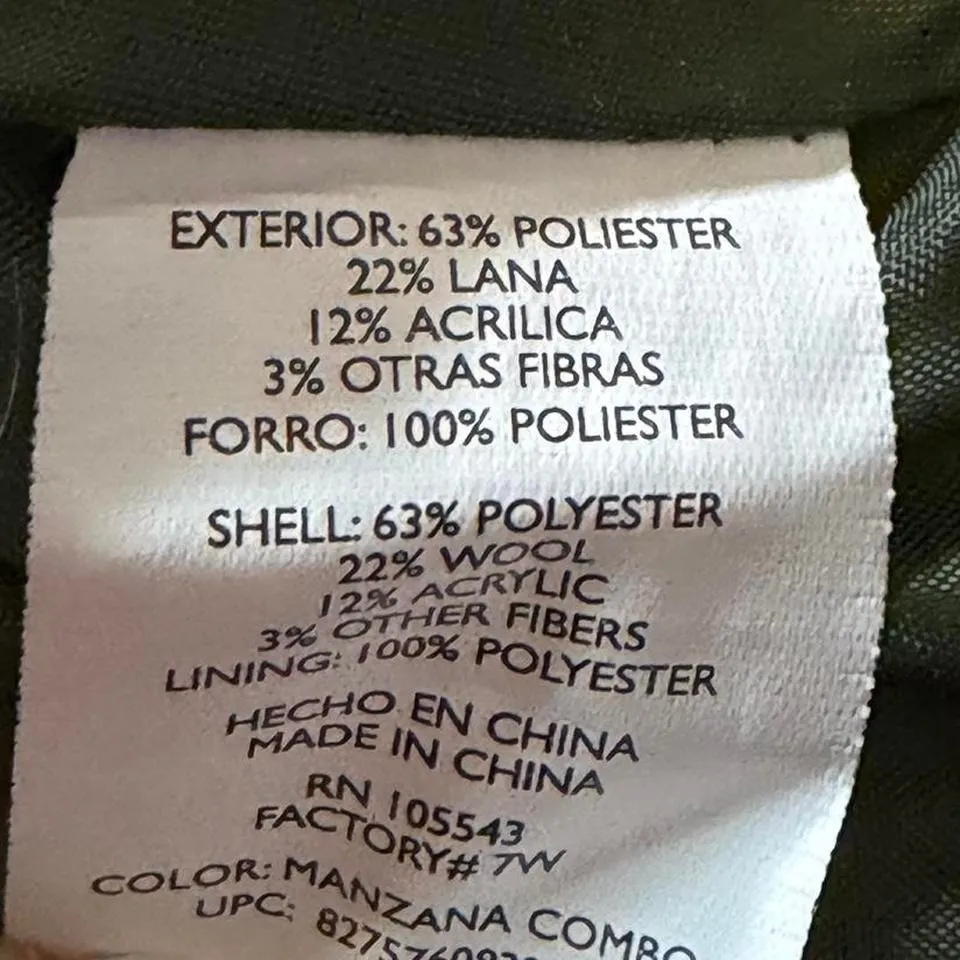 EXTERIOR: 63% POLIESTER
22% LANA
12% ACRILICA
3% OTRAS FIBRAS
FORRO: 100% POLIESTER
SHELL: 63% POLYESTER
22% WOOL
12% ACRYLIC
3% OTHER FIBERS
LINING: 100% POLYESTER
HECHO EN CHINA
MADE IN CHINA
RN 105543
FACTORY# 7W
COLOR: MANZANA COMBO
UPC: